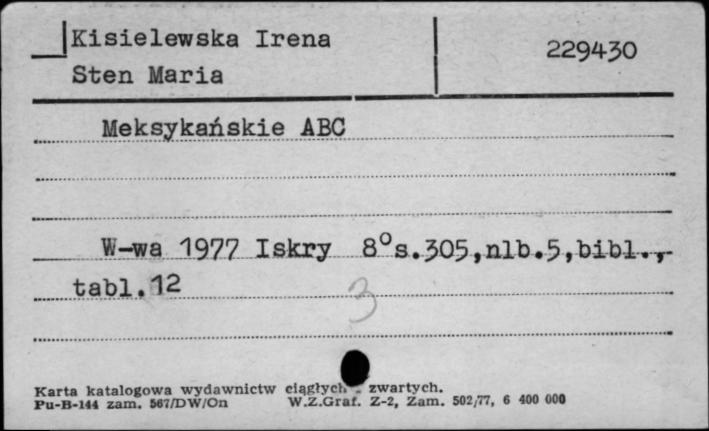 Kisielewska Irena 229430
Sten Maria
Meksykańskie ABC
W-wa 1977 Iskry 8° s.305,nlb.5,bibl.,
tabl.12
3
Karta katalogowa wydawnictw ciągłych - zwartych.
Pu-B-144 zam. 567/DW/On W.Z.Graf. Z-2, Zam. 502/77, 6 400 000